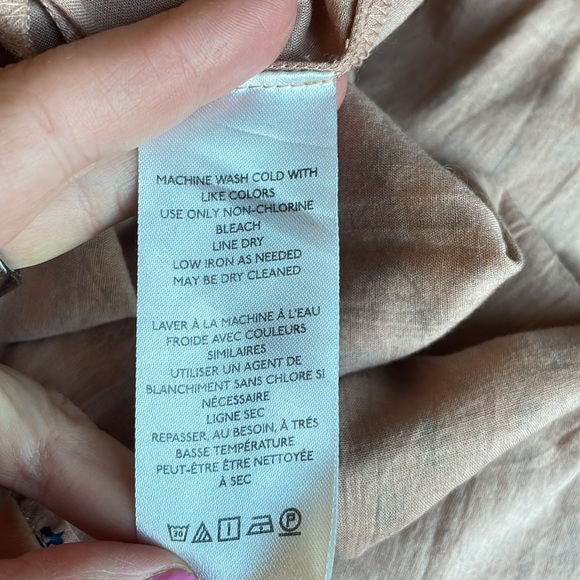 MACHINE WASH COLD WITH
LIKE COLORS
USE ONLY NON-CHLORINE
BLEACH
LINE DRY
LOW IRON AS NEEDED
MAY BE DRY CLEANED
LAVER À LA MACHINE À L'EAU
FROIDE AVEC COULEURS
SIMILAIRES
UTILISER UN AGENT DE
BLANCHIMENT SANS CHLORE SI
NÉCESSAIRE
LIGNE SEC
REPASSER, AU BESOIN, À TRÉS
BASSE TEMPÉRATURE
PEUT-ÊTRE ÊTRE NETTOYÉE
À SEC
30 P